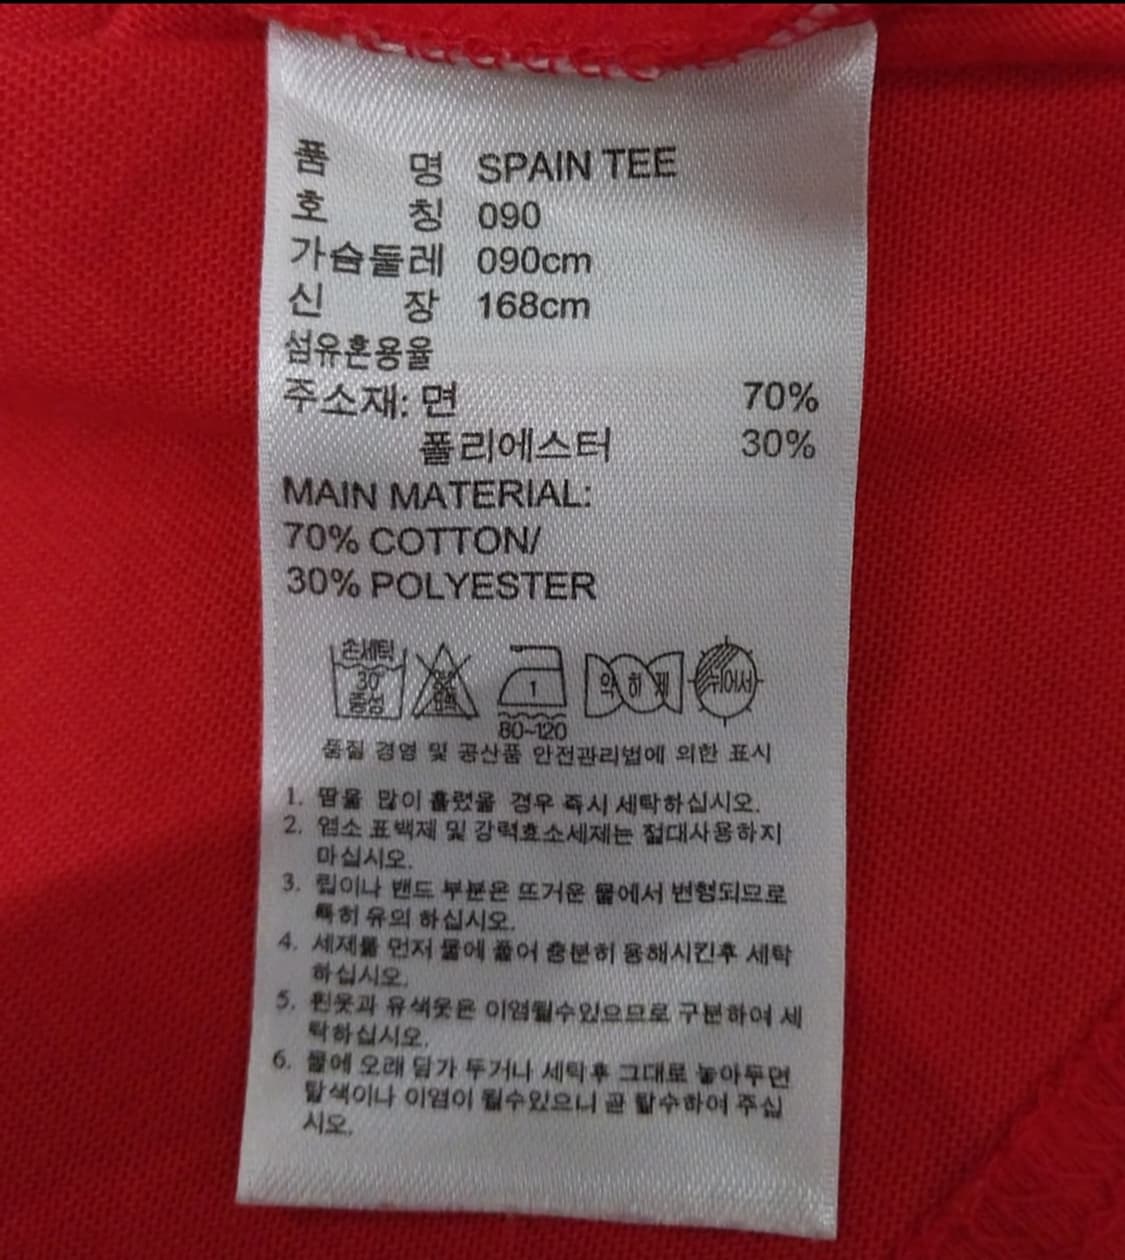 품 명 SPAIN TEE
호 칭 090
가슴둘레 090cm
신 장 168cm
섬유혼용율
주소재: 면 70%
폴리에스터 30%
MAIN MATERIAL:
70% COTTON/
30% POLYESTER
손세탁
30
중성
1
약 하 게
뉘어서
80~120
품질 경영 및 공산품 안전관리법에 의한 표시
1. 땀을 많이 흘렸을 경우 즉시 세탁하십시오.
2. 염소 표백제 및 강력효소세제는 절대사용하지
마십시오.
3. 립이나 밴드 부분은 뜨거운 물에서 변형되므로
특히 유의 하십시오.
4. 세제를 먼저 물에 풀어 충분히 용해시킨후 세탁
하십시오.
5. 흰옷과 유색옷은 이염될수있으므로 구분하여 세
탁하십시오.
6. 물에 오래 담가 두거나 세탁후 그대로 놓아두면
탈색이나 이염이 될수있으니 곧 탈수하여 주십
시오.